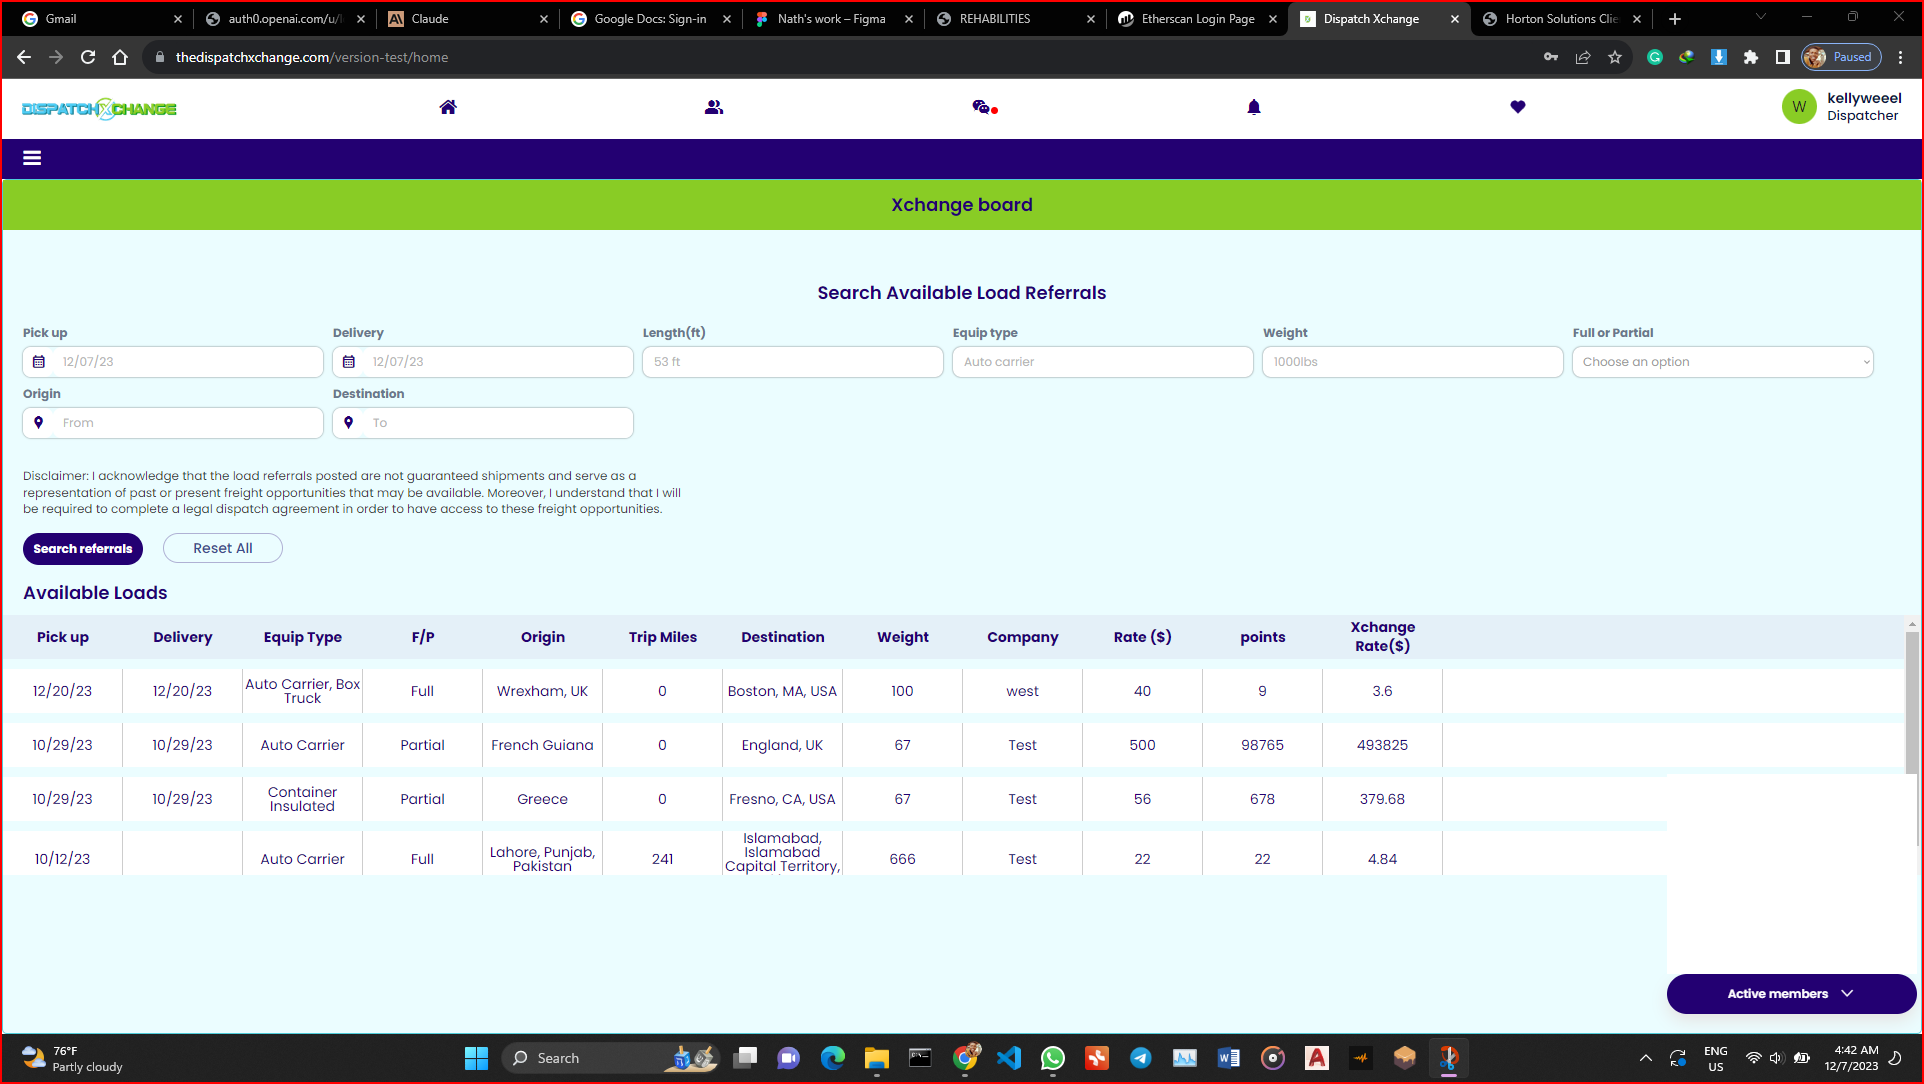 Gmail
auth0.openai.com/u/l
Claude
Google Docs: Sign-in
Nath's work – Figma
REHABILITIES
Etherscan Login Page
Dispatch Xchange
Horton Solutions Clie
thedispatchxchange.com/version-test/home
Paused
DISPATCHXCHANGE
W
kellyweeel
Dispatcher
Xchange board
Search Available Load Referrals
Pick up
Delivery
Length(ft)
Equip type
Weight
Full or Partial
12/07/23
12/07/23
53 ft
Auto carrier
1000lbs
Choose an option
Origin
Destination
From
To
Disclaimer: I acknowledge that the load referrals posted are not guaranteed shipments and serve as a
representation of past or present freight opportunities that may be available. Moreover, I understand that I will
be required to complete a legal dispatch agreement in order to have access to these freight opportunities.
Search referrals
Reset All
Available Loads
Pick up Delivery Equip Type F/P Origin Trip Miles Destination Weight Company Rate ($) points Xchange
Rate($)
12/20/23 12/20/23 Auto Carrier, Box
Truck Full Wrexham, UK 0 Boston, MA, USA 100 west 40 9 3.6
10/29/23 10/29/23 Auto Carrier Partial French Guiana 0 England, UK 67 Test 500 98765 493825
10/29/23 10/29/23 Container
Insulated Partial Greece 0 Fresno, CA, USA 67 Test 56 678 379.68
10/12/23 Auto Carrier Full Lahore, Punjab,
Pakistan 241 Islamabad,
Islamabad
Capital Territory, 666 Test 22 22 4.84
Active members
76°F
Partly cloudy
Search
ENG
US
4:42 AM
12/7/2023